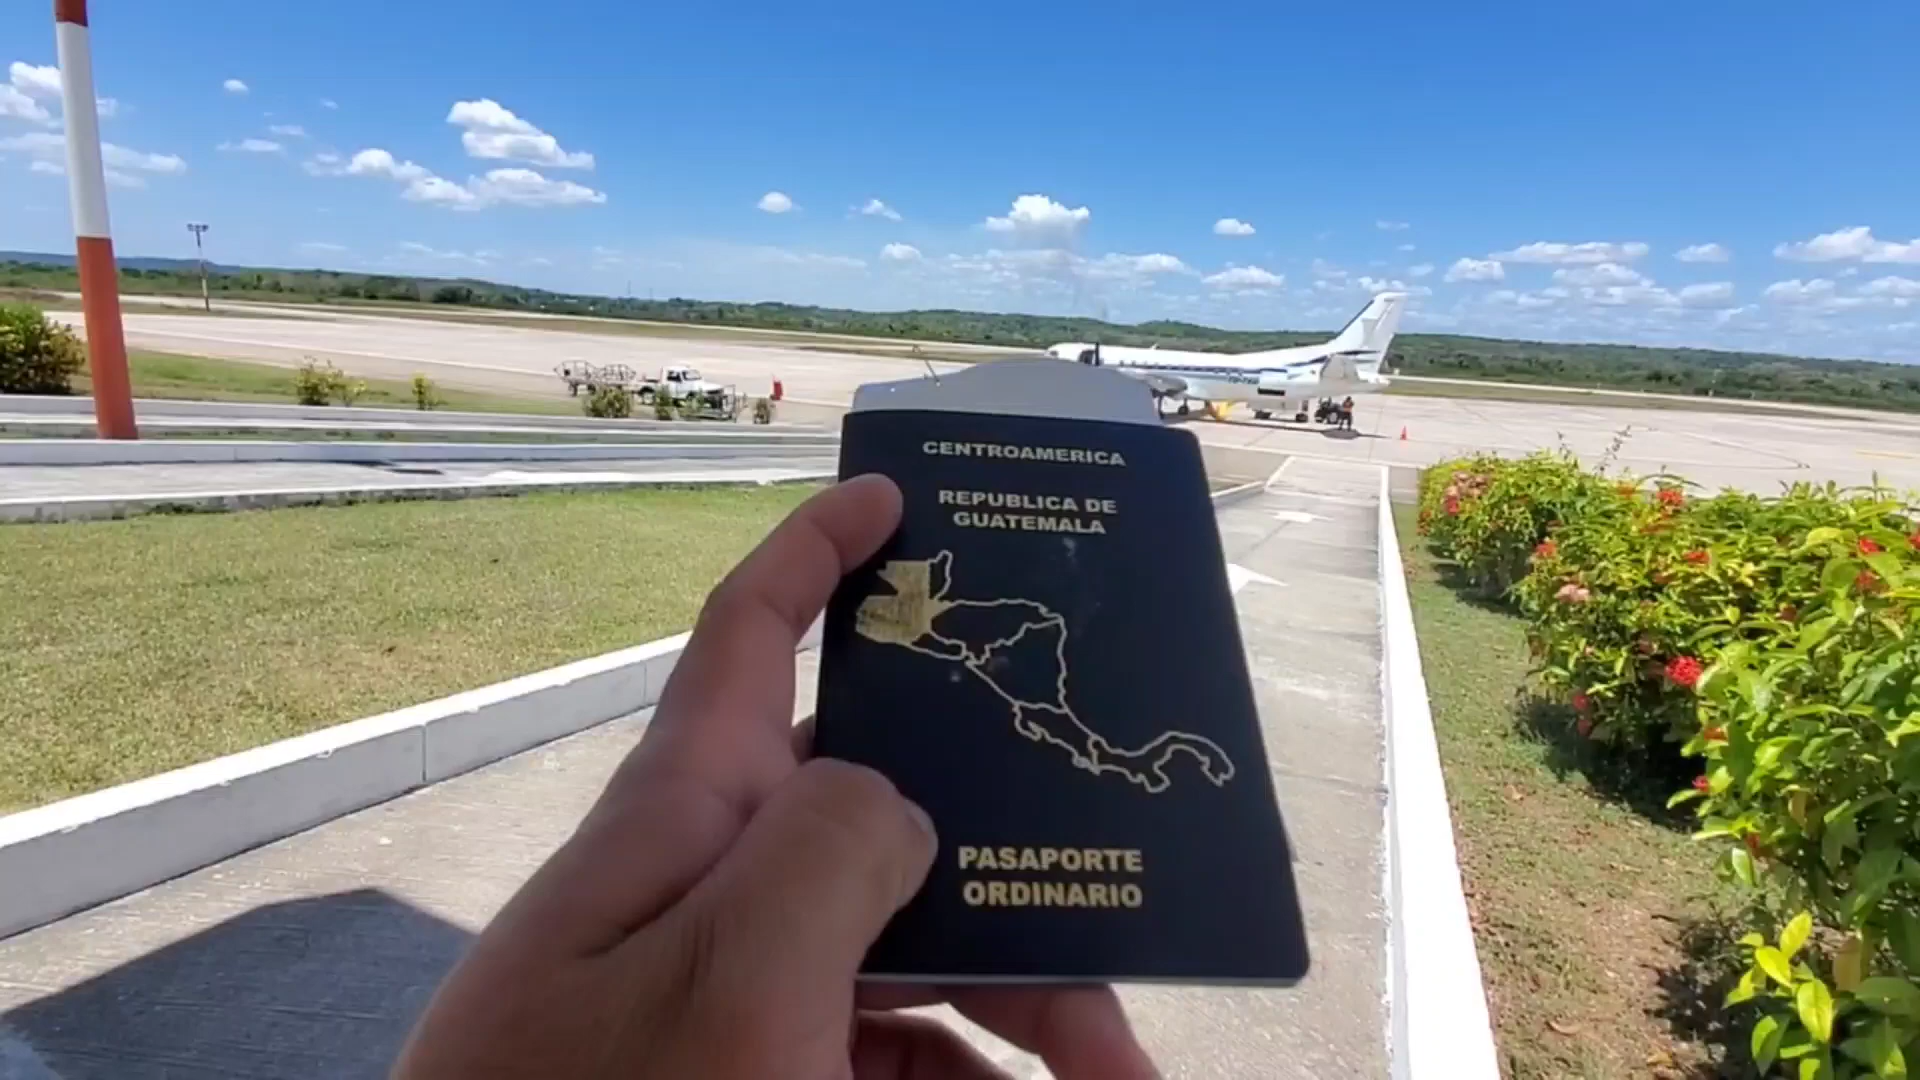 CENTROAMERICA
REPUBLICA DE
GUATEMALA
PASAPORTE
ORDINARIO